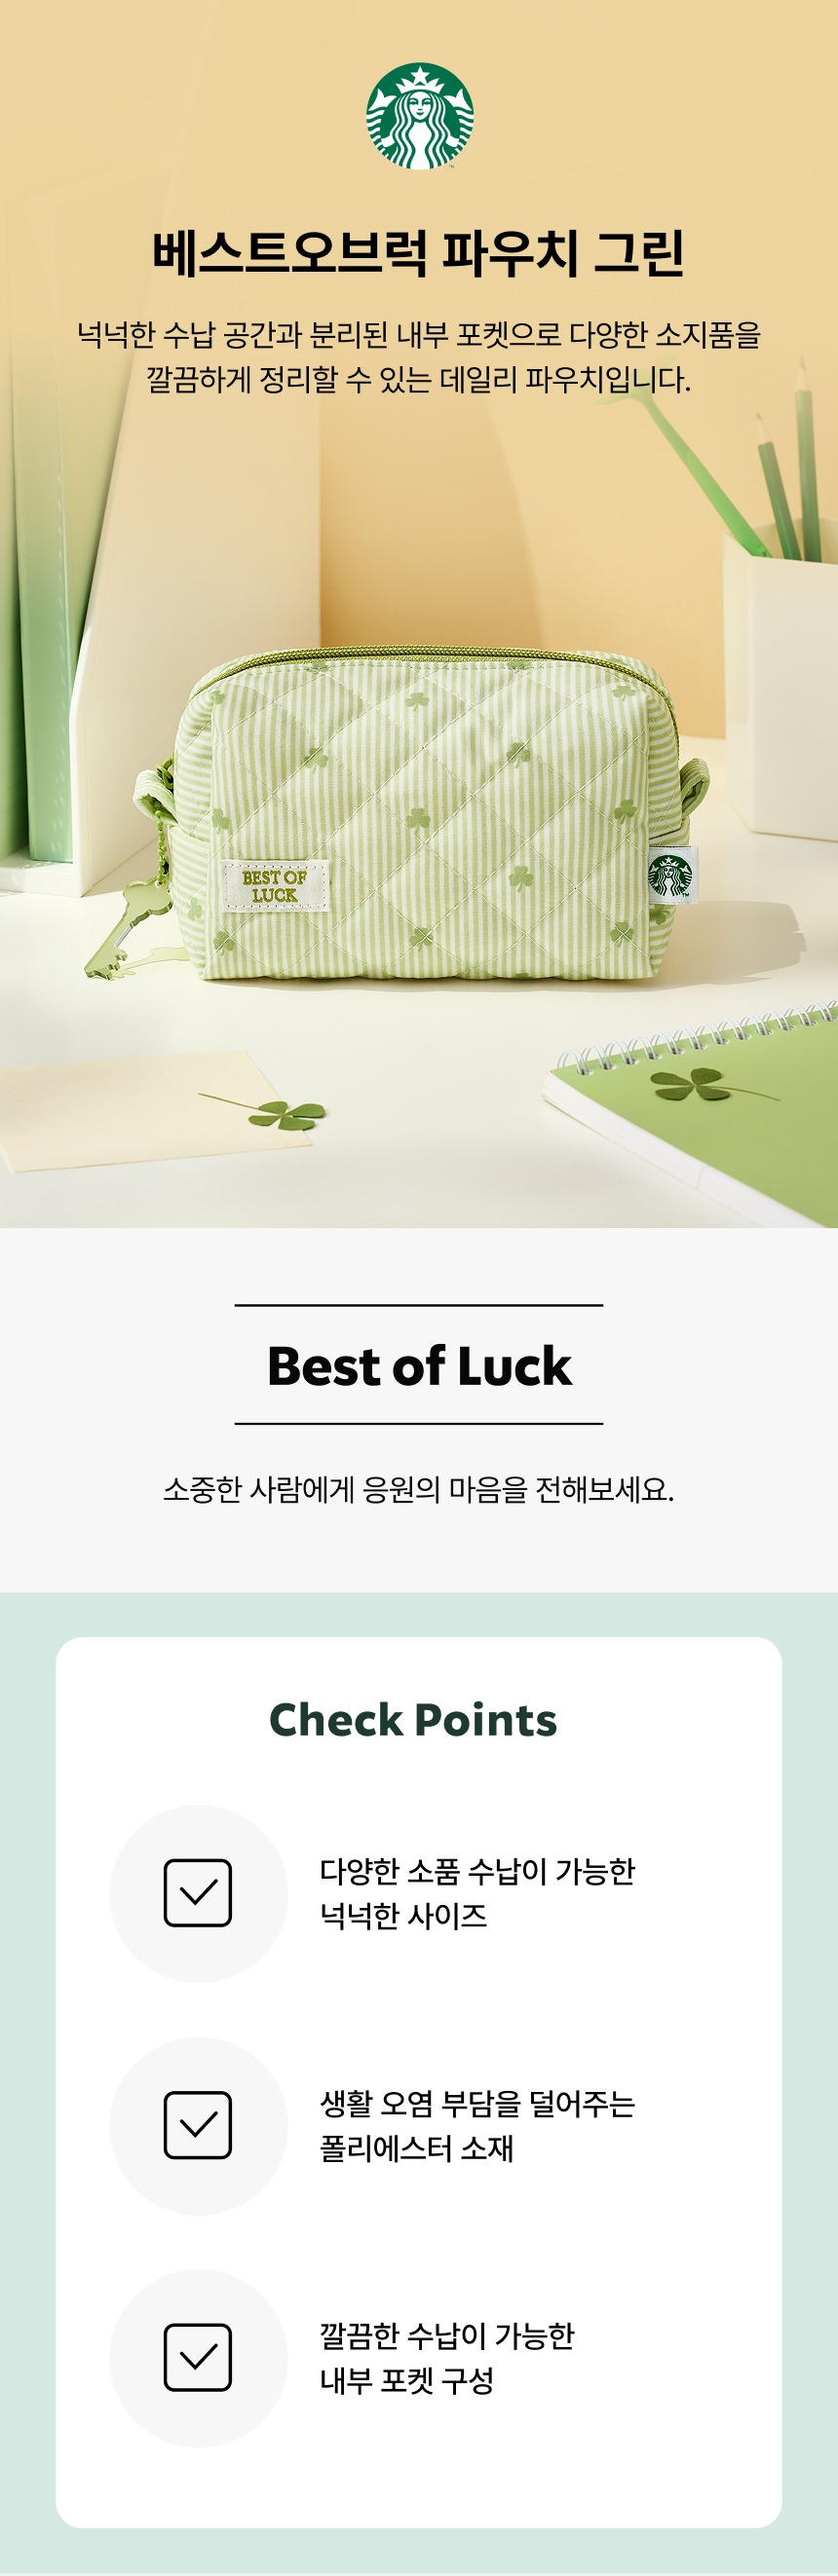 베스트오브럭 파우치 그린
넉넉한 수납 공간과 분리된 내부 포켓으로 다양한 소지품을
깔끔하게 정리할 수 있는 데일리 파우치입니다.
BEST OF
LUCK
Best of Luck
소중한 사람에게 응원의 마음을 전해보세요.
Check Points
다양한 소품 수납이 가능한
넉넉한 사이즈
생활 오염 부담을 덜어주는
폴리에스터 소재
깔끔한 수납이 가능한
내부 포켓 구성